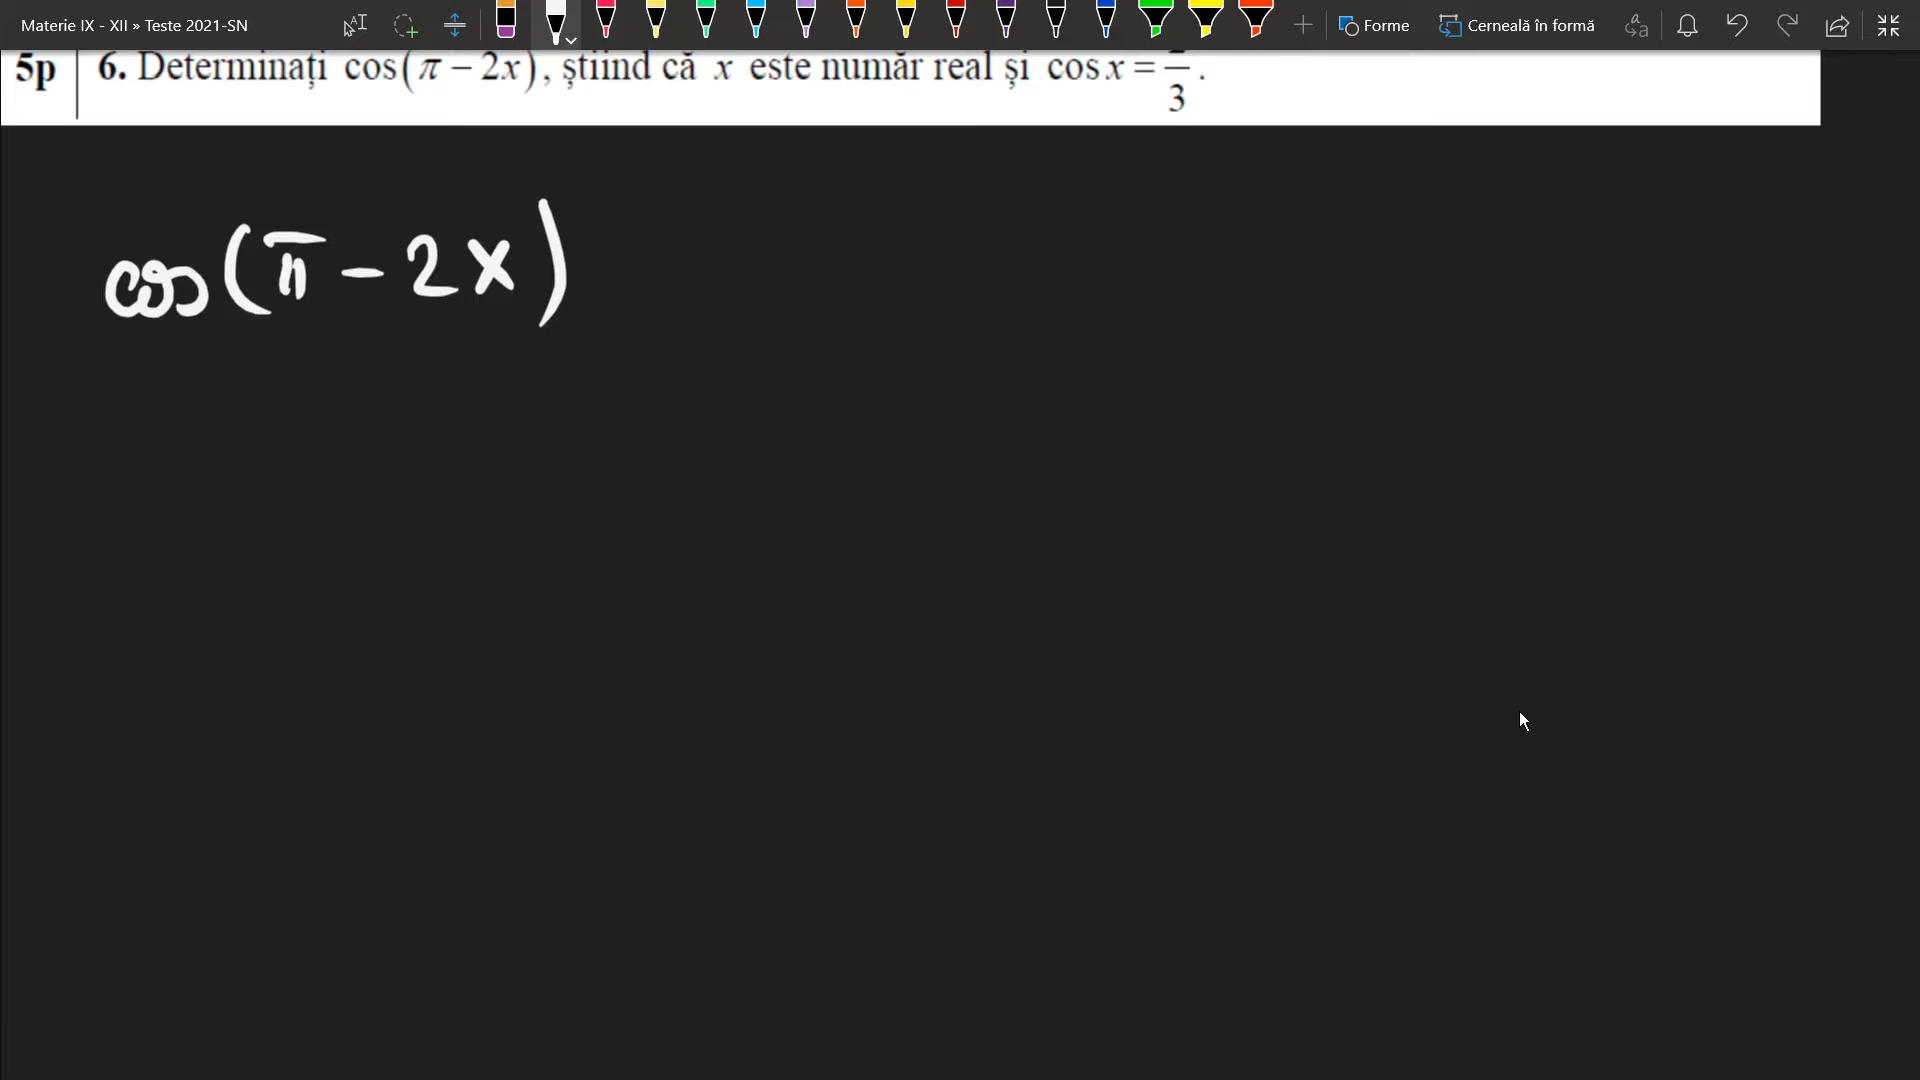 Materie IX - XII » Teste 2021-SN Forme Cerneală în formă
5p 6. Determinați cos(π − 2x), știind că x este număr real și cos x = /3.
cos(π − 2x)